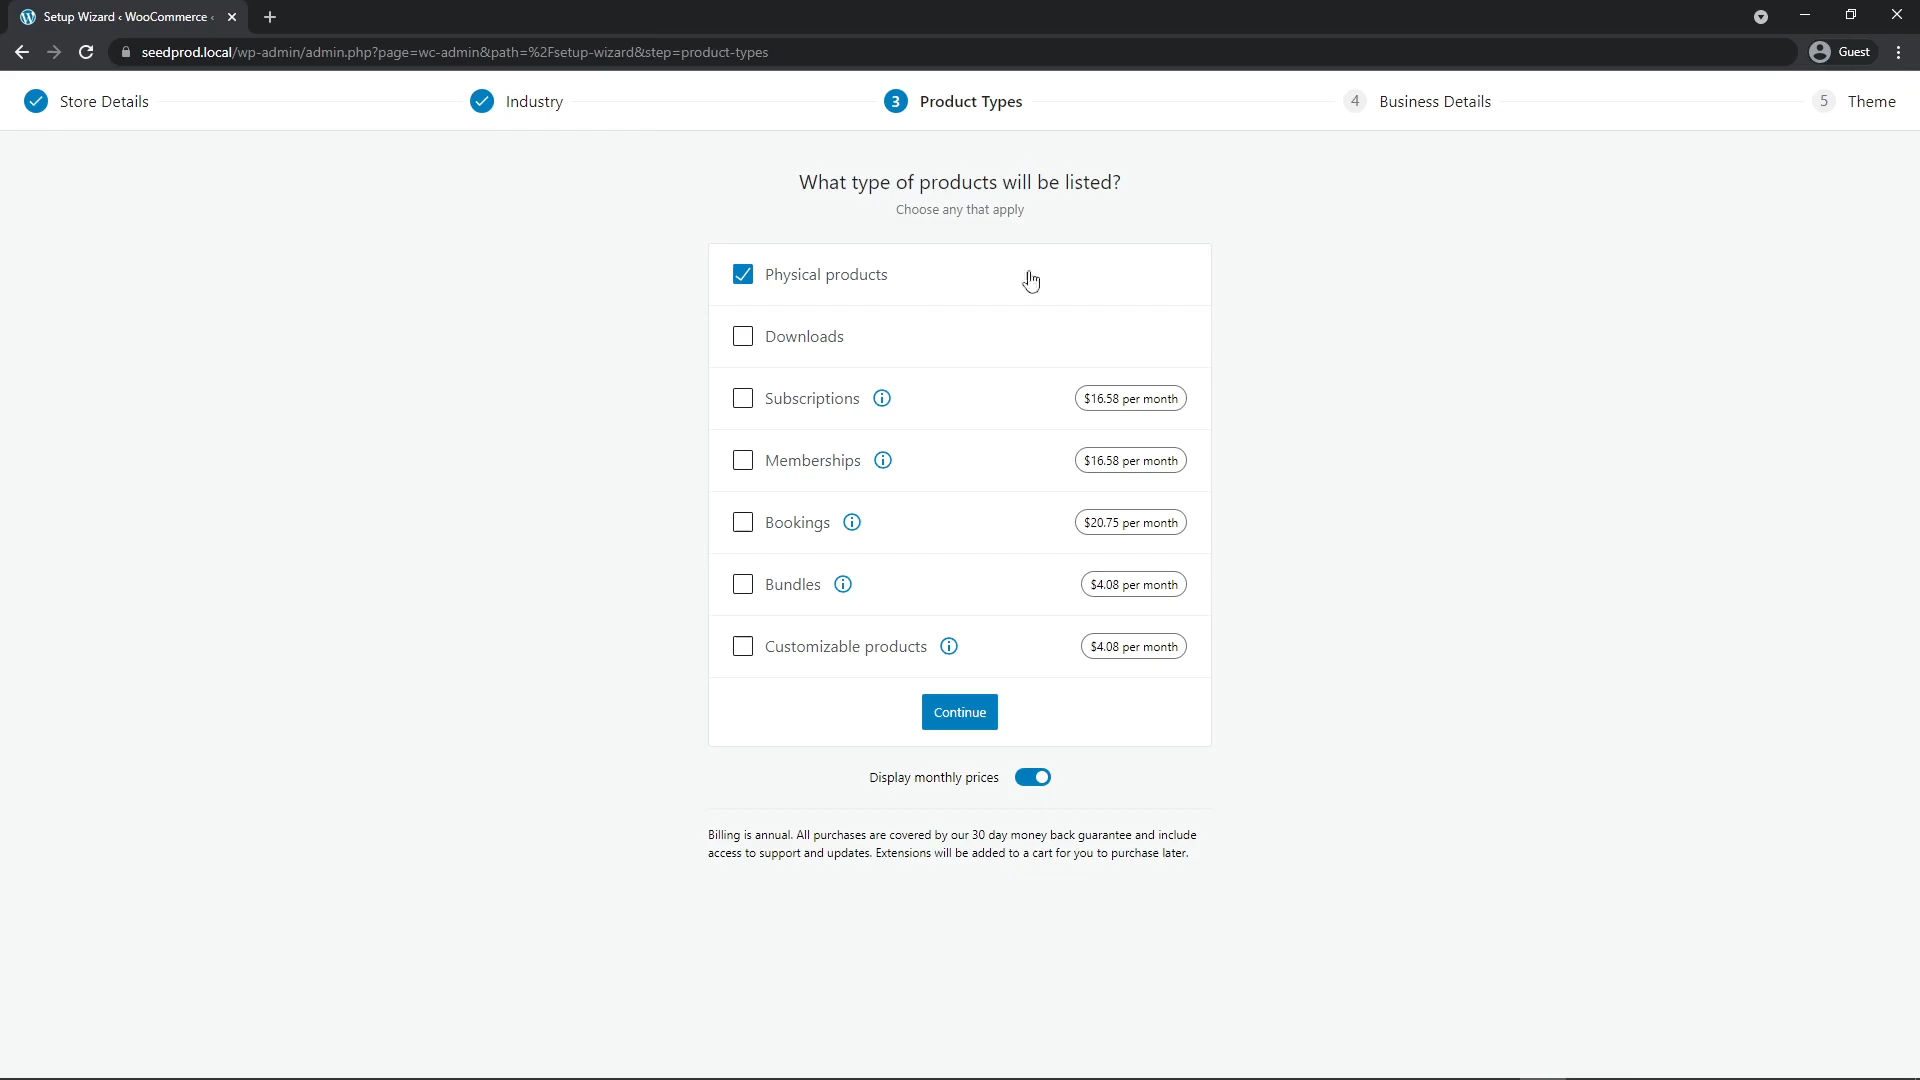 Setup Wizard ‹ WooCommerce ‹
seedprod.local/wp-admin/admin.php?page=wc-admin&path=%2Fsetup-wizard&step=product-types
Guest
Store Details
Industry
3 Product Types
4 Business Details
5 Theme
What type of products will be listed?
Choose any that apply
Physical products
Downloads
Subscriptions $16.58 per month
Memberships $16.58 per month
Bookings $20.75 per month
Bundles $4.08 per month
Customizable products $4.08 per month
Continue
Display monthly prices
Billing is annual. All purchases are covered by our 30 day money back guarantee and include
access to support and updates. Extensions will be added to a cart for you to purchase later.